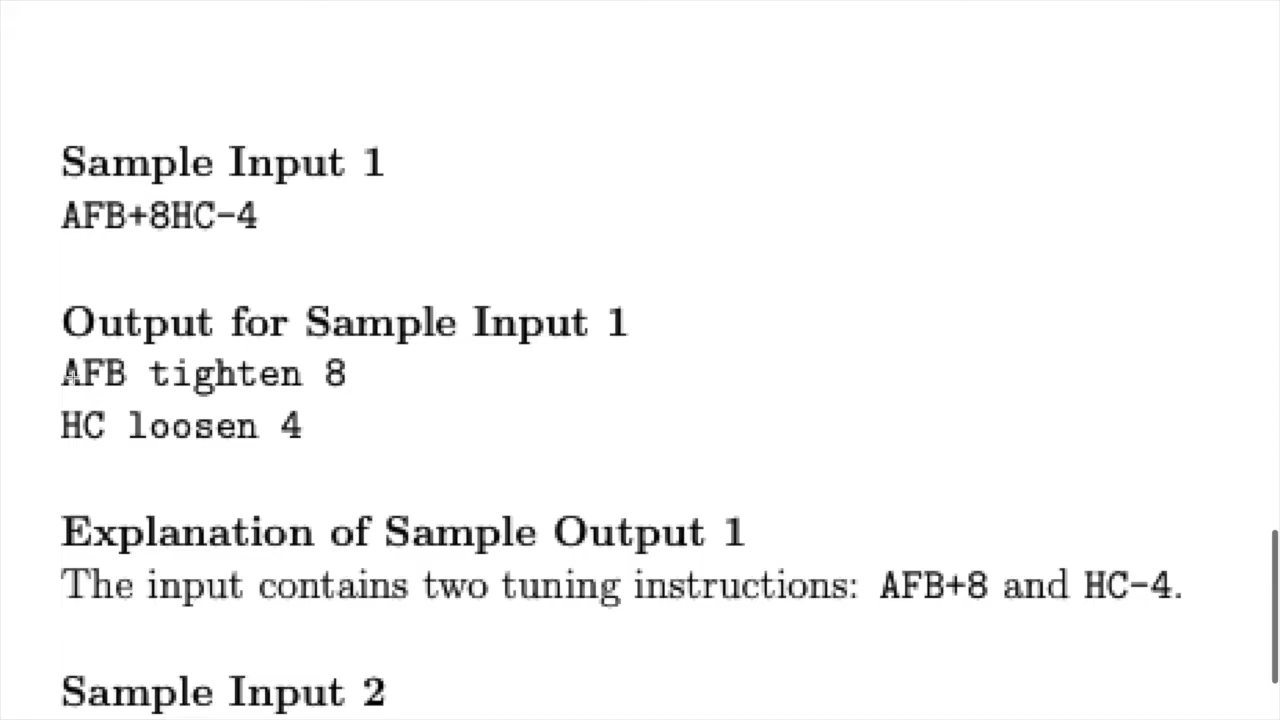 Sample Input 1
AFB+8HC-4
Output for Sample Input 1
AFB tighten 8
HC loosen 4
Explanation of Sample Output 1
The input contains two tuning instructions: AFB+8 and HC-4.
Sample Input 2